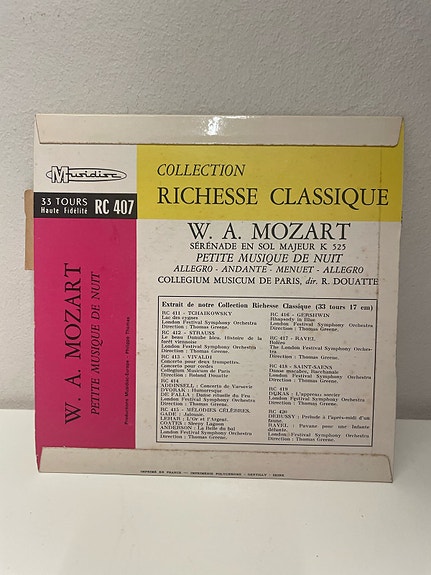 Musidisc
33 TOURS
Haute Fidélité
RC 407
COLLECTION
RICHESSE CLASSIQUE
W. A. MOZART
SÉRÉNADE EN SOL MAJEUR K 525
PETITE MUSIQUE DE NUIT
ALLEGRO - ANDANTE - MENUET - ALLEGRO
COLLEGIUM MUSICUM DE PARIS, dir. R. DOUATTE
W. A. MOZART
PETITE MUSIQUE DE NUIT
Extrait de notre Collection Richesse Classique (33 tours 17 cm)
RC 411 - TCHAIKOWSKY
Lac des cygnes
London Festival Symphony Orchestra
Direction : Thomas Greene.
RC 412 - STRAUSS
Le beau Danube bleu. Histoire de la
forêt viennoise
London Festival Symphony Orchestra
Direction : Thomas Greene.
RC 413 - VIVALDI
Concerto pour deux trompettes.
Concerto pour cordes
Collegium Musicum de Paris
Direction : Roland Douatte
RC 414
ADDINSELL : Concerto de Varsovie
DVORAK : Humoresque
DE FALLA : Danse rituelle du Feu
London Festival Symphony Orchestra
Direction : Thomas Greene.
RC 415 - MÉLODIES CÉLÈBRES.
GADE : Jalousie.
LEHAR : L'Or et l'Argent.
COATES : Sleepy Lagoon
ANDERSON : La Belle du bal
London Festival Symphony Orchestra
Direction : Thomas Greene.
RC 416 - GERSHWIN
Rhapsody in Blue
London Festival Symphony Orchestra
Direction : Thomas Greene.
RC 417 - RAVEL
Boléro
The London Festival Symphony Orches-
tra
Direction : Thomas Greene.
RC 418 - SAINT-SAENS
Danse macabre, Bacchanale
London Festival Symphony Orchestra
Direction : Thomas Greene.
RC 419
DUKAS : L'apprenti sorcier
London Festival Symphony Orchestra
Direction : Thomas Greene.
RC 420
DEBUSSY : Prélude à l'après-midi d'un
faune.
RAVEL : Pavane pour une Infante
défunte.
London Festival Symphony Orchestra
Direction : Thomas Greene.
IMPRIMÉ EN FRANCE - IMPRIMERIE POLYCHROME - GENTILLY - SEINE.